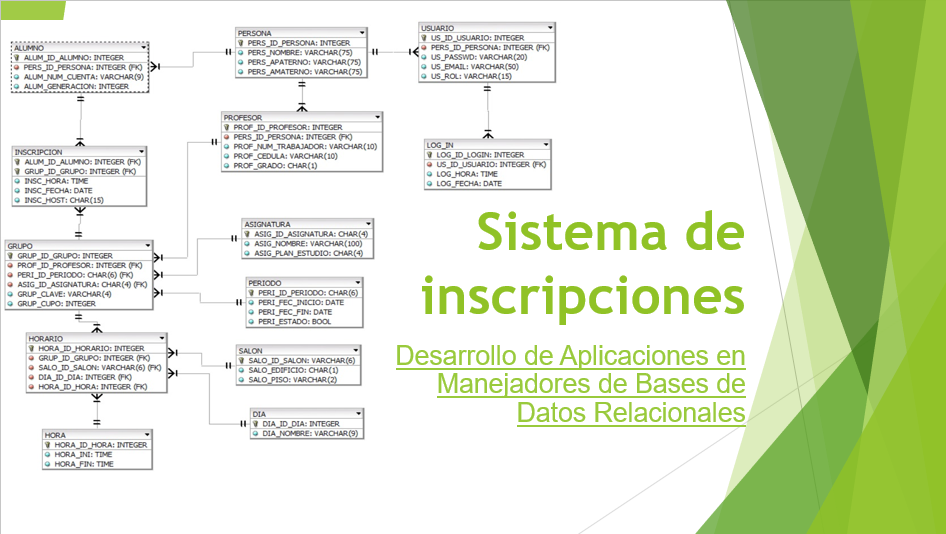 ALUMNO
ALUM_ID_ALUMNO: INTEGER
PERS_ID_PERSONA: INTEGER (FK)
ALUM_NUM_CUENTA: VARCHAR(9)
ALUM_GENERACION: INTEGER
PERSONA
PERS_ID_PERSONA: INTEGER
PERS_NOMBRE: VARCHAR(75)
PERS_APATERNO: VARCHAR(75)
PERS_AMATERNO: VARCHAR(75)
USUARIO
US_ID_USUARIO: INTEGER
PERS_ID_PERSONA: INTEGER (FK)
US_PASSWD: VARCHAR(20)
US_EMAIL: VARCHAR(50)
US_ROL: VARCHAR(15)
PROFESOR
PROF_ID_PROFESOR: INTEGER
PERS_ID_PERSONA: INTEGER (FK)
PROF_NUM_TRABAJADOR: VARCHAR(10)
PROF_CEDULA: VARCHAR(10)
PROF_GRADO: CHAR(1)
LOG_IN
LOG_ID_LOGIN: INTEGER
US_ID_USUARIO: INTEGER (FK)
LOG_HORA: TIME
LOG_FECHA: DATE
INSCRIPCION
ALUM_ID_ALUMNO: INTEGER (FK)
GRUP_ID_GRUPO: INTEGER (FK)
INSC_HORA: TIME
INSC_FECHA: DATE
INSC_HOST: CHAR(15)
ASIGNATURA
ASIG_ID_ASIGNATURA: CHAR(4)
ASIG_NOMBRE: VARCHAR(100)
ASIG_PLAN_ESTUDIO: CHAR(4)
GRUPO
GRUP_ID_GRUPO: INTEGER
PROF_ID_PROFESOR: INTEGER (FK)
PERI_ID_PERIODO: CHAR(6) (FK)
ASIG_ID_ASIGNATURA: CHAR(4) (FK)
GRUP_CLAVE: VARCHAR(4)
GRUP_CUPO: INTEGER
PERIODO
PERI_ID_PERIODO: CHAR(6)
PERI_FEC_INICIO: DATE
PERI_FEC_FIN: DATE
PERI_ESTADO: BOOL
HORARIO
HORA_ID_HORARIO: INTEGER
GRUP_ID_GRUPO: INTEGER (FK)
SALO_ID_SALON: VARCHAR(6) (FK)
DIA_ID_DIA: INTEGER (FK)
HORA_ID_HORA: INTEGER (FK)
SALON
SALO_ID_SALON: VARCHAR(6)
SALO_EDIFICIO: CHAR(1)
SALO_PISO: VARCHAR(2)
DIA
DIA_ID_DIA: INTEGER
DIA_NOMBRE: VARCHAR(9)
HORA
HORA_ID_HORA: INTEGER
HORA_INI: TIME
HORA_FIN: TIME
Sistema de
inscripciones
Desarrollo de Aplicaciones en
Manejadores de Bases de
Datos Relacionales